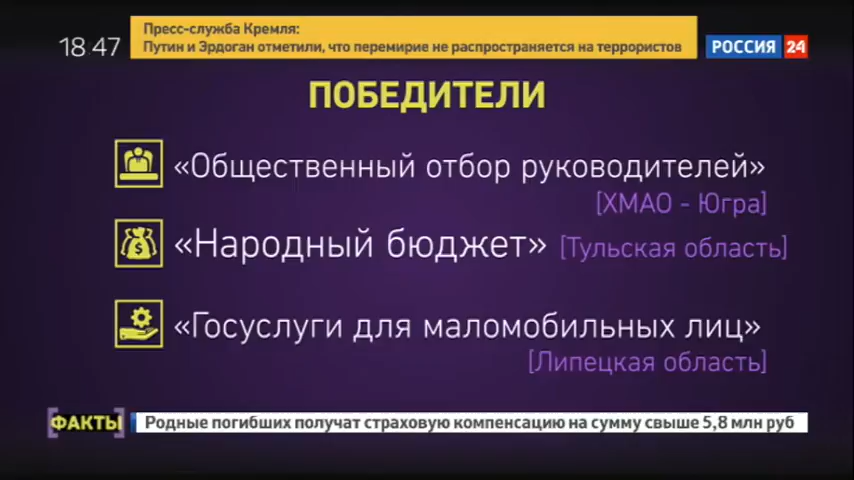 18 47
Пресс-служба Кремля:
Путин и Эрдоган отметили, что перемирие не распространяется на террористов
РОССИЯ 24
ПОБЕДИТЕЛИ
«Общественный отбор руководителей»
[ХМАО - Югра]
«Народный бюджет» [Тульская область]
«Госуслуги для маломобильных лиц»
[Липецкая область]
[ФАКТЫ] Родные погибших получат страховую компенсацию на сумму свыше 5,8 млн руб